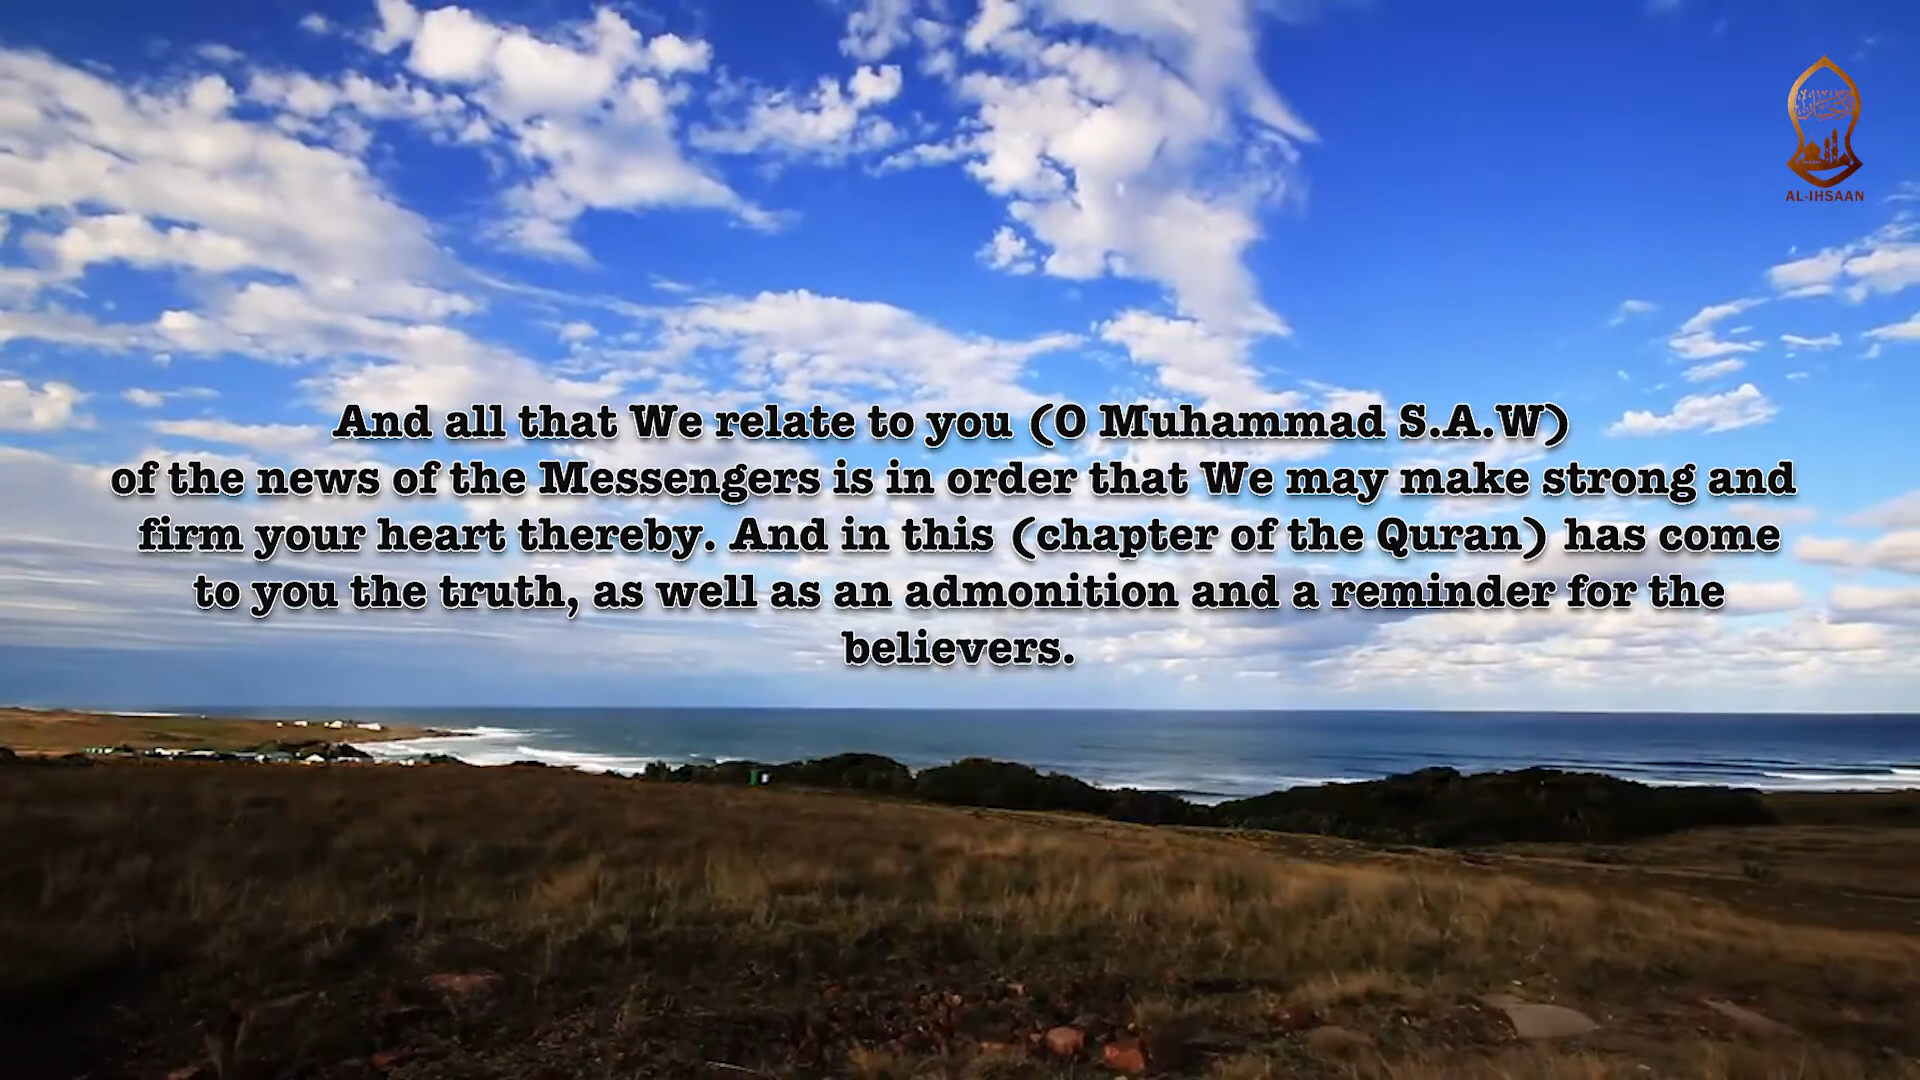 AL-IHSAAN
And all that We relate to you (O Muhammad S.A.W)
of the news of the Messengers is in order that We may make strong and
firm your heart thereby. And in this (chapter of the Quran) has come
to you the truth, as well as an admonition and a reminder for the
believers.